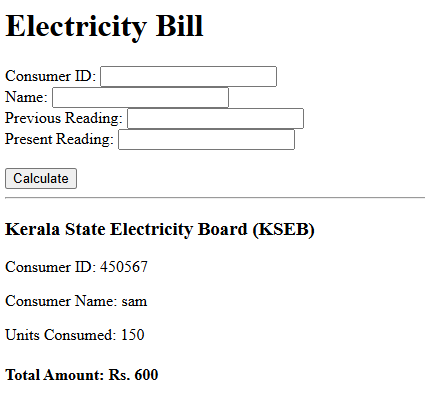 Electricity Bill
Consumer ID:
Name:
Previous Reading:
Present Reading:
Calculate
Kerala State Electricity Board (KSEB)
Consumer ID: 450567
Consumer Name: sam
Units Consumed: 150
Total Amount: Rs. 600